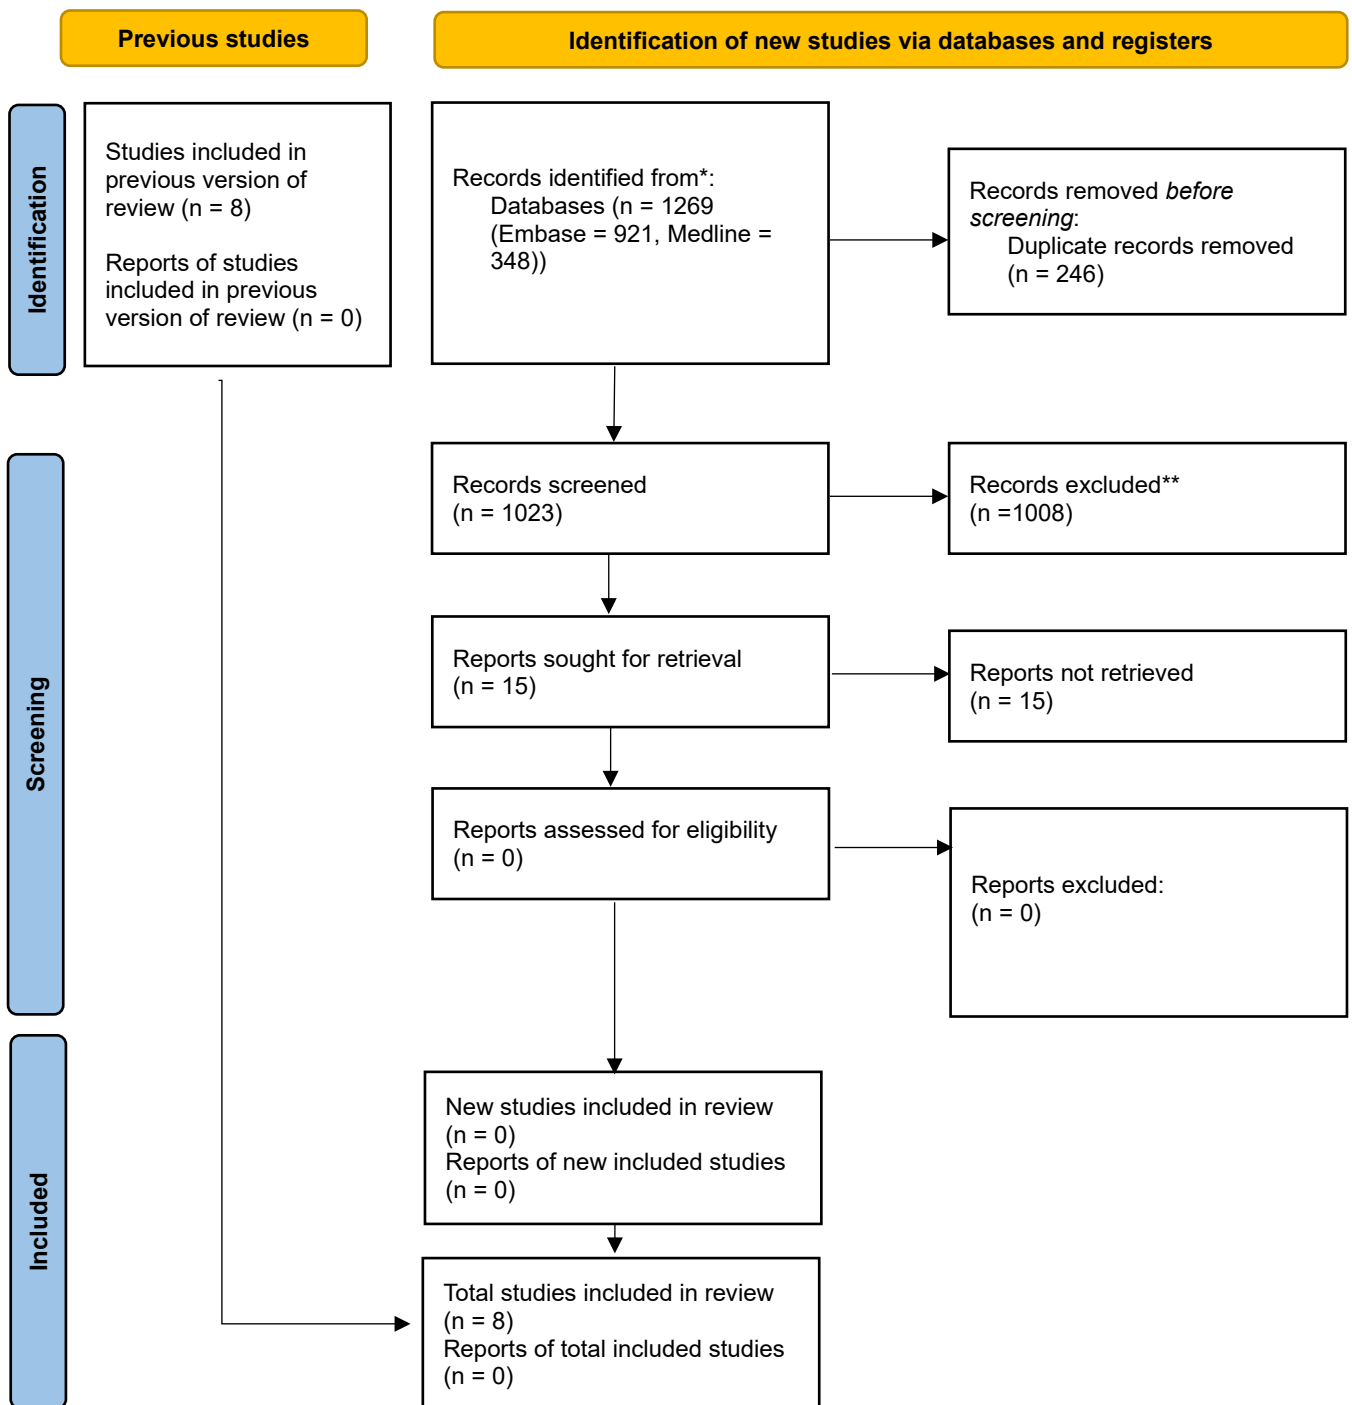 Previous studies
Identification of new studies via databases and registers
Identification
Studies included in
previous version of
review (n = 8)
Reports of studies
included in previous
version of review (n = 0)
Records identified from*:
Databases (n = 1269
(Embase = 921, Medline =
348))
Records removed before
screening:
Duplicate records removed
(n = 246)
Screening
Records screened
(n = 1023)
Records excluded**
(n =1008)
Reports sought for retrieval
(n = 15)
Reports not retrieved
(n = 15)
Reports assessed for eligibility
(n = 0)
Reports excluded:
(n = 0)
Included
New studies included in review
(n = 0)
Reports of new included studies
(n = 0)
Total studies included in review
(n = 8)
Reports of total included studies
(n = 0)